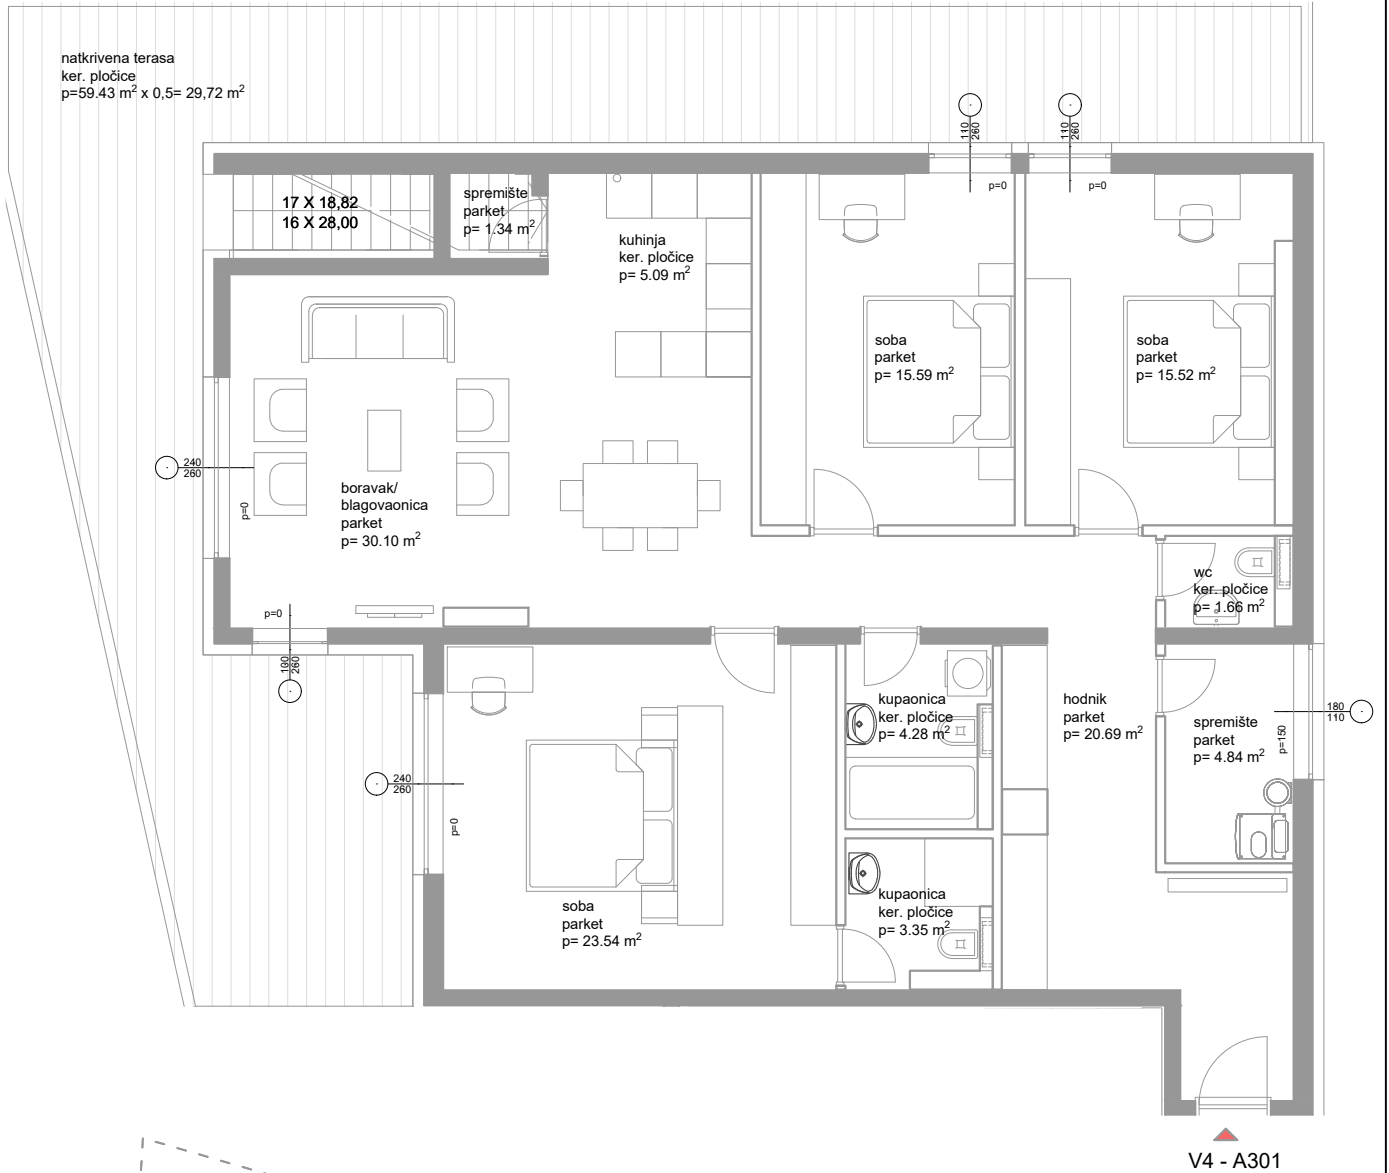 natkrivena terasa
ker. pločice
p=59.43 m² x 0,5= 29,72 m²
110
260
110
260
p=0
p=0
17 X 18,82
16 X 28,00
spremište
parket
p= 1.34 m²
kuhinja
ker. pločice
p= 5.09 m²
soba
parket
p= 15.59 m²
soba
parket
p= 15.52 m²
240
260
p=0
boravak/
blagovaonica
parket
p= 30.10 m²
wc
ker. pločice
p= 1.66 m²
p=0
100
260
kupaonica
ker. pločice
p= 4.28 m²
hodnik
parket
p= 20.69 m²
spremište
parket
p= 4.84 m²
p=150
180
110
240
260
p=0
soba
parket
p= 23.54 m²
kupaonica
ker. pločice
p= 3.35 m²
V4 - A301